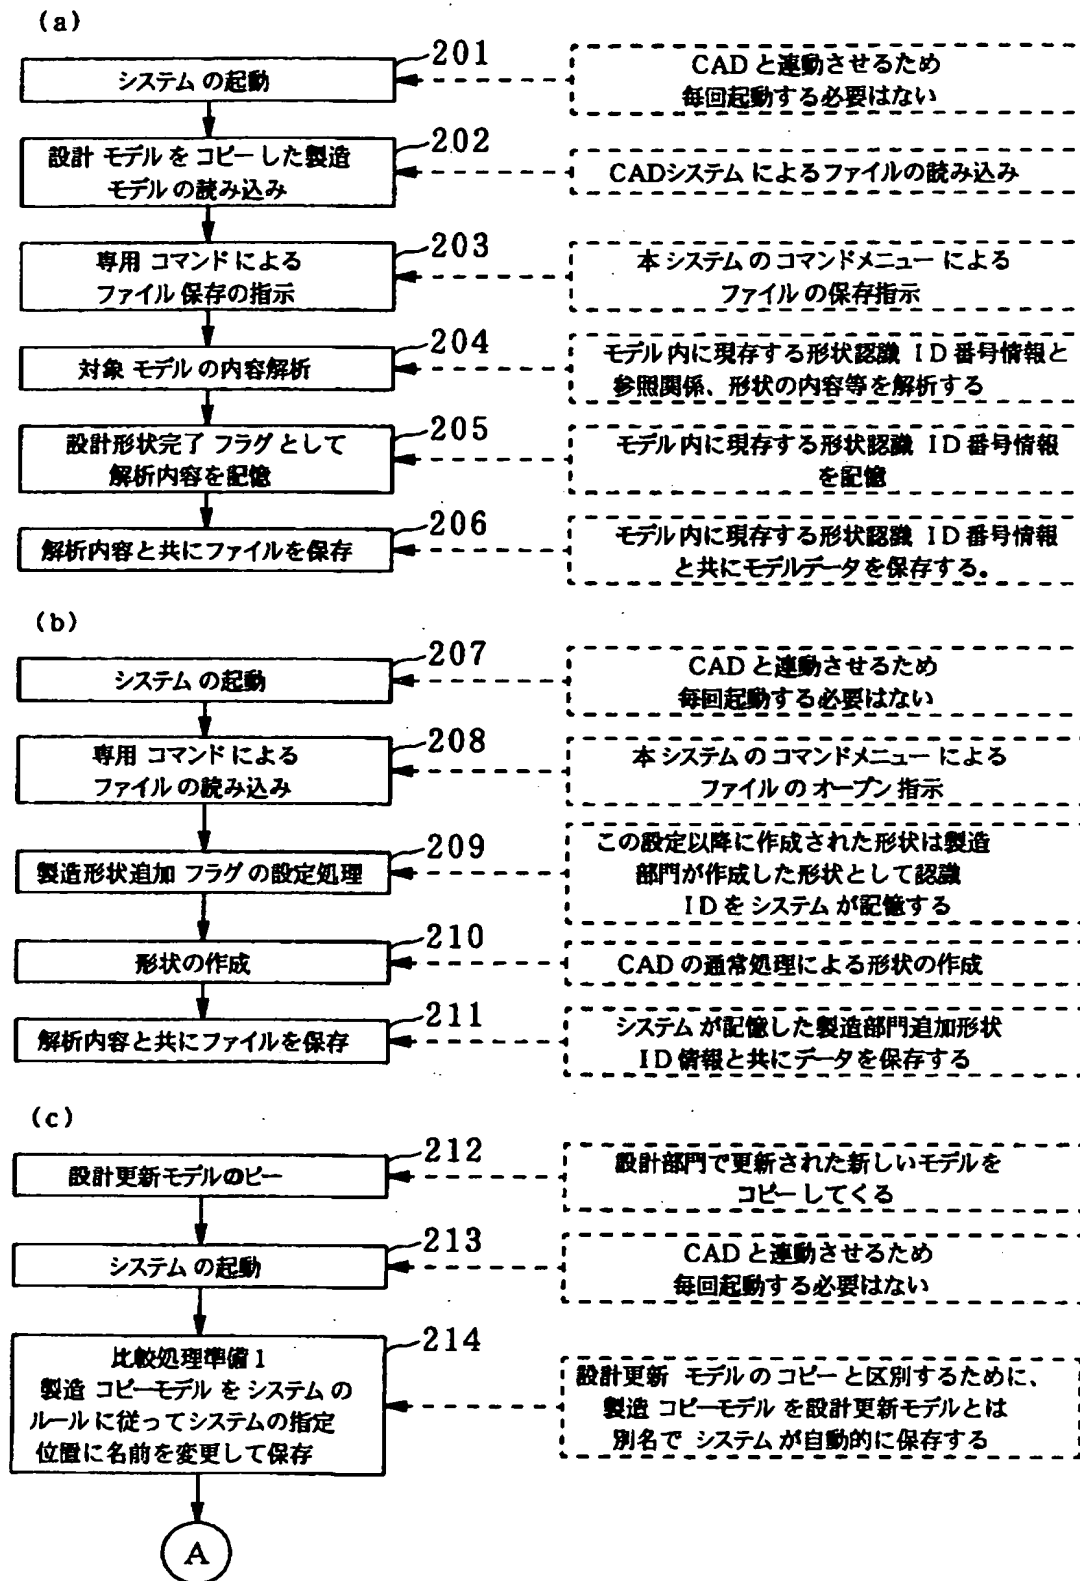 (a)
システムの起動
201
CADと連動させるため
毎回起動する必要はない
設計モデルをコピーした製造
モデルの読み込み
202
CADシステムによるファイルの読み込み
専用コマンドによる
ファイル保存の指示
203
本システムのコマンドメニューによる
ファイルの保存指示
対象モデルの内容解析
204
モデル内に現存する形状認識ID番号情報と
参照関係、形状の内容等を解析する
設計形状完了フラグとして
解析内容を記憶
205
モデル内に現存する形状認識ID番号情報
を記憶
解析内容と共にファイルを保存
206
モデル内に現存する形状認識ID番号情報
と共にモデルデータを保存する。
(b)
システムの起動
207
CADと連動させるため
毎回起動する必要はない
専用コマンドによる
ファイルの読み込み
208
本システムのコマンドメニューによる
ファイルのオープン指示
製造形状追加フラグの設定処理
209
この設定以降に作成された形状は製造
部門が作成した形状として認識
IDをシステムが記憶する
形状の作成
210
CADの通常処理による形状の作成
解析内容と共にファイルを保存
211
システムが記憶した製造部門追加形状
ID情報と共にデータを保存する
(c)
設計更新モデルのピー
212
設計部門で更新された新しいモデルを
コピーしてくる
システムの起動
213
CADと連動させるため
毎回起動する必要はない
比較処理準備1
製造コピーモデルをシステムの
ルールに従ってシステムの指定
位置に名前を変更して保存
214
設計更新モデルのコピーと区別するために、
製造コピーモデルを設計更新モデルとは
別名でシステムが自動的に保存する
A